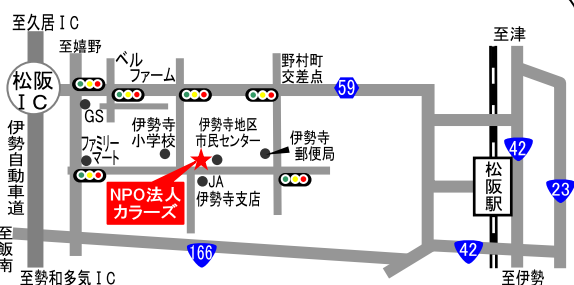 至久居IC
至嬉野
ベル
ファーム
野村町
交差点
至津
松阪
IC
59
GS
伊勢寺
小学校
伊勢寺地区
市民センター
伊勢寺
郵便局
42
伊勢自動車道
ファミリー
マート
松阪駅
23
NPO法人
カラーズ
JA
伊勢寺支店
至飯南
166
42
至勢和多気IC
至伊勢